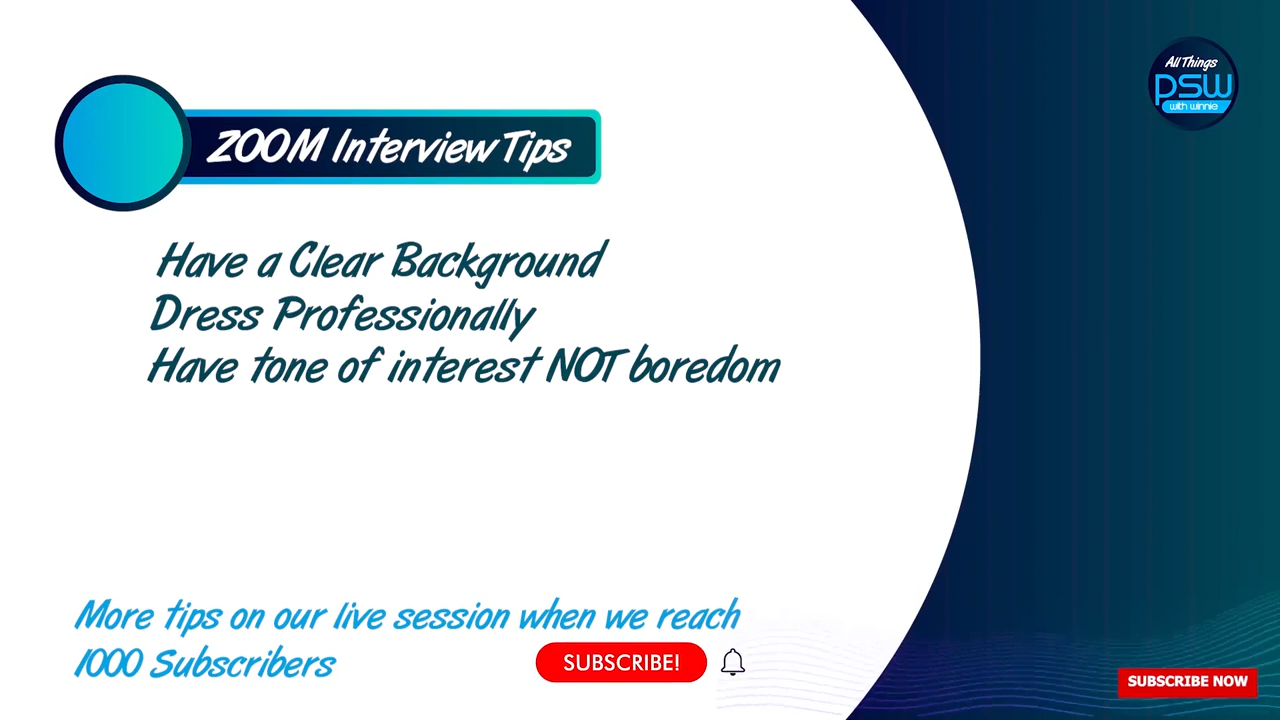 All Things
PSW
with winnie
ZOOM Interview Tips
Have a Clear Background
Dress Professionally
Have tone of interest NOT boredom
More tips on our live session when we reach
1000 Subscribers
SUBSCRIBE!
SUBSCRIBE NOW